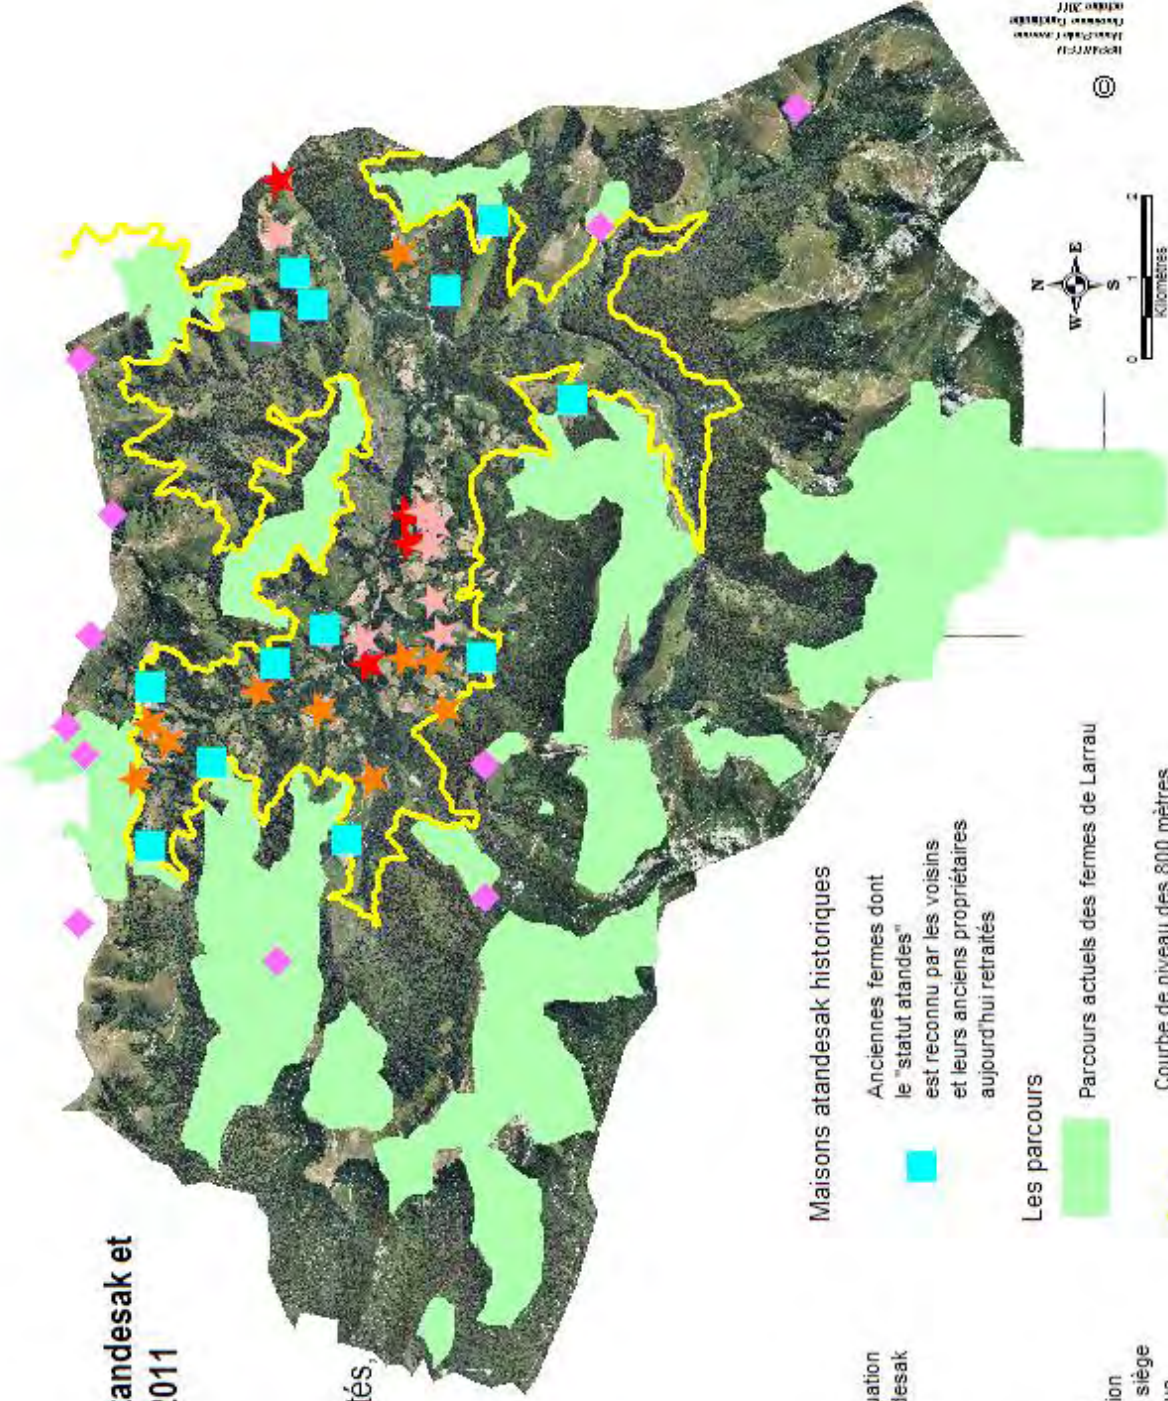 andesak et
2011
tés,
uation
desak
ion
siège
Maisons atandesak historiques
Anciennes fermes dont
le "statut atandes"
est reconnu par les voisins
et leurs anciens propriétaires
aujourd'hui retraités
Les parcours
Parcours actuels des fermes de Larrau
Courbe de niveau des 800 mètres
N
W
E
S
0 1 2
Kilomètres
©
octobre 2011